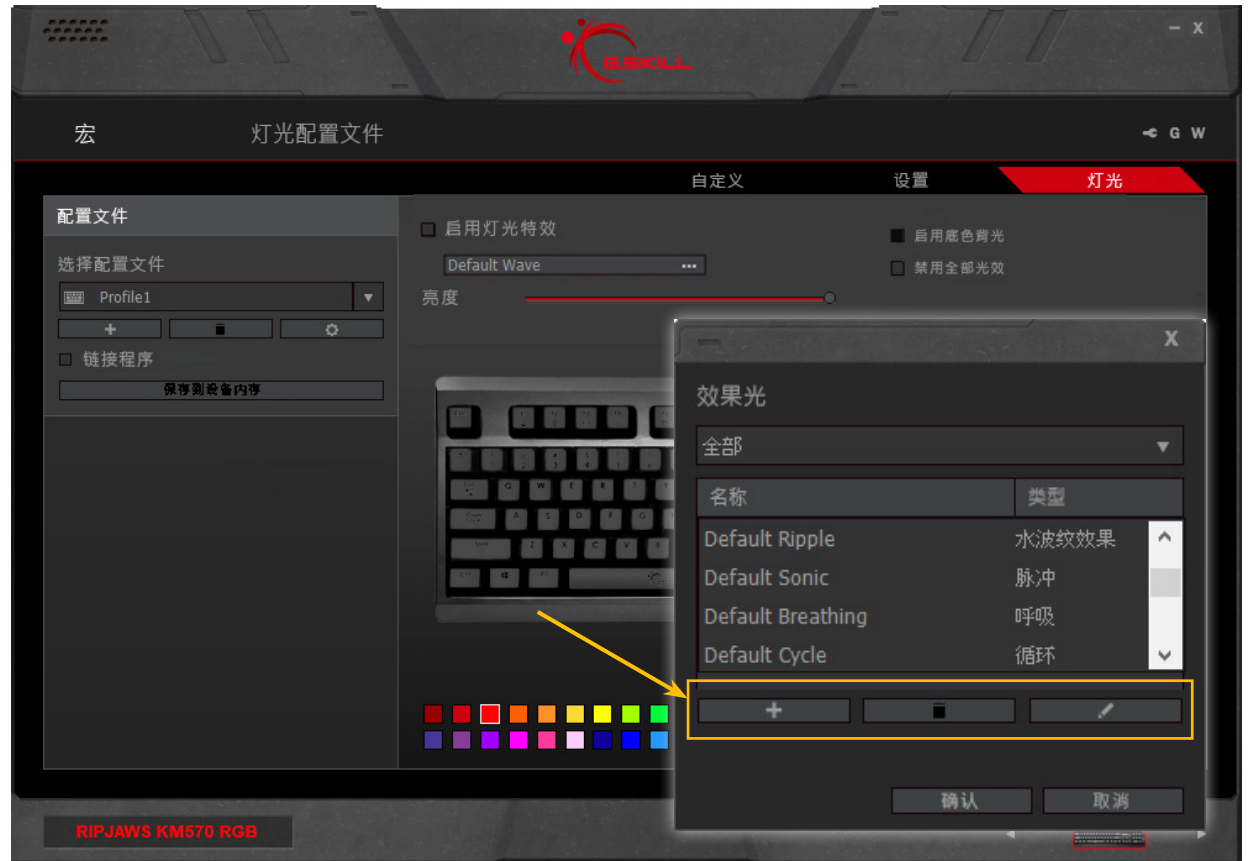 G.SKILL
宏 灯光配置文件 G W
自定义 设置 灯光
配置文件
选择配置文件
Profile1
链接程序
保存到设备内存
启用灯光特效
Default Wave
亮度
启用底色背光
禁用全部光效
X
效果光
全部
名称 类型
Default Ripple 水波纹效果
Default Sonic 脉冲
Default Breathing 呼吸
Default Cycle 循环
确认 取消
RIPJAWS KM570 RGB